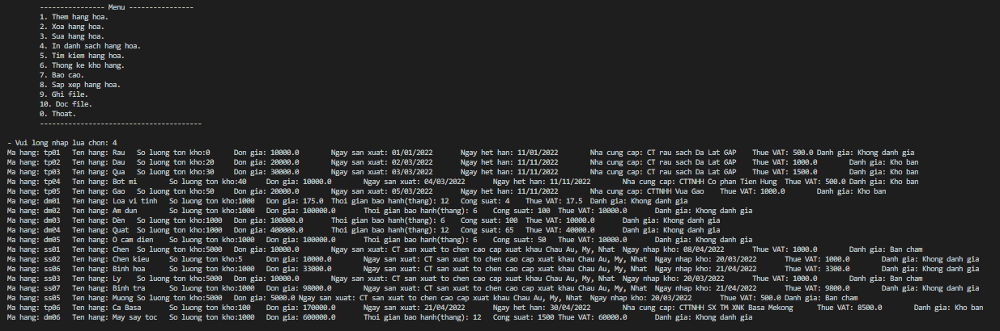 ---------------- Menu ----------------
1. Them hang hoa.
2. Xoa hang hoa.
3. Sua hang hoa.
4. In danh sach hang hoa.
5. Tim kiem hang hoa.
6. Thong ke kho hang.
7. Bao cao.
8. Sap xep hang hoa.
9. Ghi file.
10. Doc file.
0. Thoat.
----------------------------------------
- Vui long nhap lua chon: 4
Ma hang: tp01 Ten hang: Rau So luong ton kho:0 Don gia: 10000.0 Ngay san xuat: 01/01/2022 Ngay het han: 11/01/2022 Nha cung cap: CT rau sach Da Lat GAP Thue VAT: 500.0 Danh gia: Khong danh gia
Ma hang: tp02 Ten hang: Dau So luong ton kho:20 Don gia: 20000.0 Ngay san xuat: 02/03/2022 Ngay het han: 11/11/2022 Nha cung cap: CT rau sach Da Lat GAP Thue VAT: 1000.0 Danh gia: Kho ban
Ma hang: tp03 Ten hang: Qua So luong ton kho:30 Don gia: 30000.0 Ngay san xuat: 03/03/2022 Ngay het han: 11/11/2022 Nha cung cap: CT rau sach Da Lat GAP Thue VAT: 1500.0 Danh gia: Kho ban
Ma hang: tp04 Ten hang: Bot mi So luong ton kho:40 Don gia: 10000.0 Ngay san xuat: 04/03/2022 Ngay het han: 11/11/2022 Nha cung cap: CTTNHH Co phan Tien Hung Thue VAT: 500.0 Danh gia: Kho ban
Ma hang: tp05 Ten hang: Gao So luong ton kho:50 Don gia: 20000.0 Ngay san xuat: 05/03/2022 Ngay het han: 11/11/2022 Nha cung cap: CTTNHH Vua Gao Thue VAT: 1000.0 Danh gia: Kho ban
Ma hang: dm01 Ten hang: Loa vi tinh So luong ton kho:1000 Don gia: 175.0 Thoi gian bao hanh(thang): 12 Cong suat: 4 Thue VAT: 17.5 Danh gia: Khong danh gia
Ma hang: dm02 Ten hang: Am dun So luong ton kho:1000 Don gia: 100000.0 Thoi gian bao hanh(thang): 6 Cong suat: 100 Thue VAT: 10000.0 Danh gia: Khong danh gia
Ma hang: dm03 Ten hang: Dèn So luong ton kho:1000 Don gia: 100000.0 Thoi gian bao hanh(thang): 6 Cong suat: 100 Thue VAT: 10000.0 Danh gia: Khong danh gia
Ma hang: dm04 Ten hang: Quat So luong ton kho:1000 Don gia: 400000.0 Thoi gian bao hanh(thang): 12 Cong suat: 65 Thue VAT: 40000.0 Danh gia: Khong danh gia
Ma hang: dm05 Ten hang: O cam dien So luong ton kho:1000 Don gia: 100000.0 Thoi gian bao hanh(thang): 6 Cong suat: 50 Thue VAT: 10000.0 Danh gia: Khong danh gia
Ma hang: ss01 Ten hang: Chen So luong ton kho:5000 Don gia: 10000.0 Ngay san xuat: CT san xuat to chen cao cap xuat khau Chau Au, My, Nhat Ngay nhap kho: 08/04/2022 Thue VAT: 1000.0 Danh gia: Ban cham
Ma hang: ss02 Ten hang: Chen kieu So luong ton kho:5 Don gia: 10000.0 Ngay san xuat: CT san xuat to chen cao cap xuat khau Chau Au, My, Nhat Ngay nhap kho: 20/03/2022 Thue VAT: 1000.0 Danh gia: Khong danh gia
Ma hang: ss06 Ten hang: Binh hoa So luong ton kho:1000 Don gia: 33000.0 Ngay san xuat: CT san xuat to chen cao cap xuat khau Chau Au, My, Nhat Ngay nhap kho: 21/04/2022 Thue VAT: 3300.0 Danh gia: Khong danh gia
Ma hang: ss03 Ten hang: Ly So luong ton kho:5000 Don gia: 10000.0 Ngay san xuat: CT san xuat to chen cao cap xuat khau Chau Au, My, Nhat Ngay nhap kho: 20/03/2022 Thue VAT: 1000.0 Danh gia: Ban cham
Ma hang: ss07 Ten hang: Binh tra So luong ton kho:1000 Don gia: 98000.0 Ngay san xuat: CT san xuat to chen cao cap xuat khau Chau Au, My, Nhat Ngay nhap kho: 21/04/2022 Thue VAT: 9800.0 Danh gia: Khong danh gia
Ma hang: ss05 Ten hang: Muong So luong ton kho:5000 Don gia: 5000.0 Ngay san xuat: CT san xuat to chen cao cap xuat khau Chau Au, My, Nhat Ngay nhap kho: 20/03/2022 Thue VAT: 500.0 Danh gia: Ban cham
Ma hang: tp06 Ten hang: Ca Basa So luong ton kho:100 Don gia: 170000.0 Ngay san xuat: 21/04/2022 Ngay het han: 30/04/2022 Nha cung cap: CTTNHH SX TM XNK Basa Mekong Thue VAT: 8500.0 Danh gia: Kho ban
Ma hang: dm06 Ten hang: May say toc So luong ton kho:1000 Don gia: 600000.0 Thoi gian bao hanh(thang): 12 Cong suat: 1500 Thue VAT: 60000.0 Danh gia: Khong danh gia